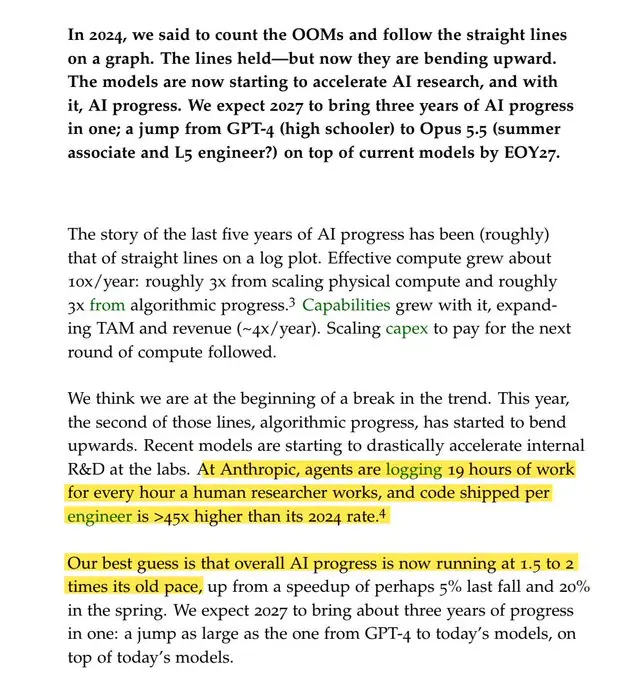 In 2024, we said to count the OOMs and follow the straight lines
on a graph. The lines held—but now they are bending upward.
The models are now starting to accelerate AI research, and with
it, AI progress. We expect 2027 to bring three years of AI progress
in one; a jump from GPT-4 (high schooler) to Opus 5.5 (summer
associate and L5 engineer?) on top of current models by EOY27.
The story of the last five years of AI progress has been (roughly)
that of straight lines on a log plot. Effective compute grew about
10x/year: roughly 3x from scaling physical compute and roughly
3x from algorithmic progress.3 Capabilities grew with it, expand-
ing TAM and revenue (~4x/year). Scaling capex to pay for the next
round of compute followed.
We think we are at the beginning of a break in the trend. This year,
the second of those lines, algorithmic progress, has started to bend
upwards. Recent models are starting to drastically accelerate internal
R&D at the labs. At Anthropic, agents are logging 19 hours of work
for every hour a human researcher works, and code shipped per
engineer is >45x higher than its 2024 rate.4
Our best guess is that overall AI progress is now running at 1.5 to 2
times its old pace, up from a speedup of perhaps 5% last fall and 20%
in the spring. We expect 2027 to bring about three years of progress
in one: a jump as large as the one from GPT-4 to today's models, on
top of today's models.